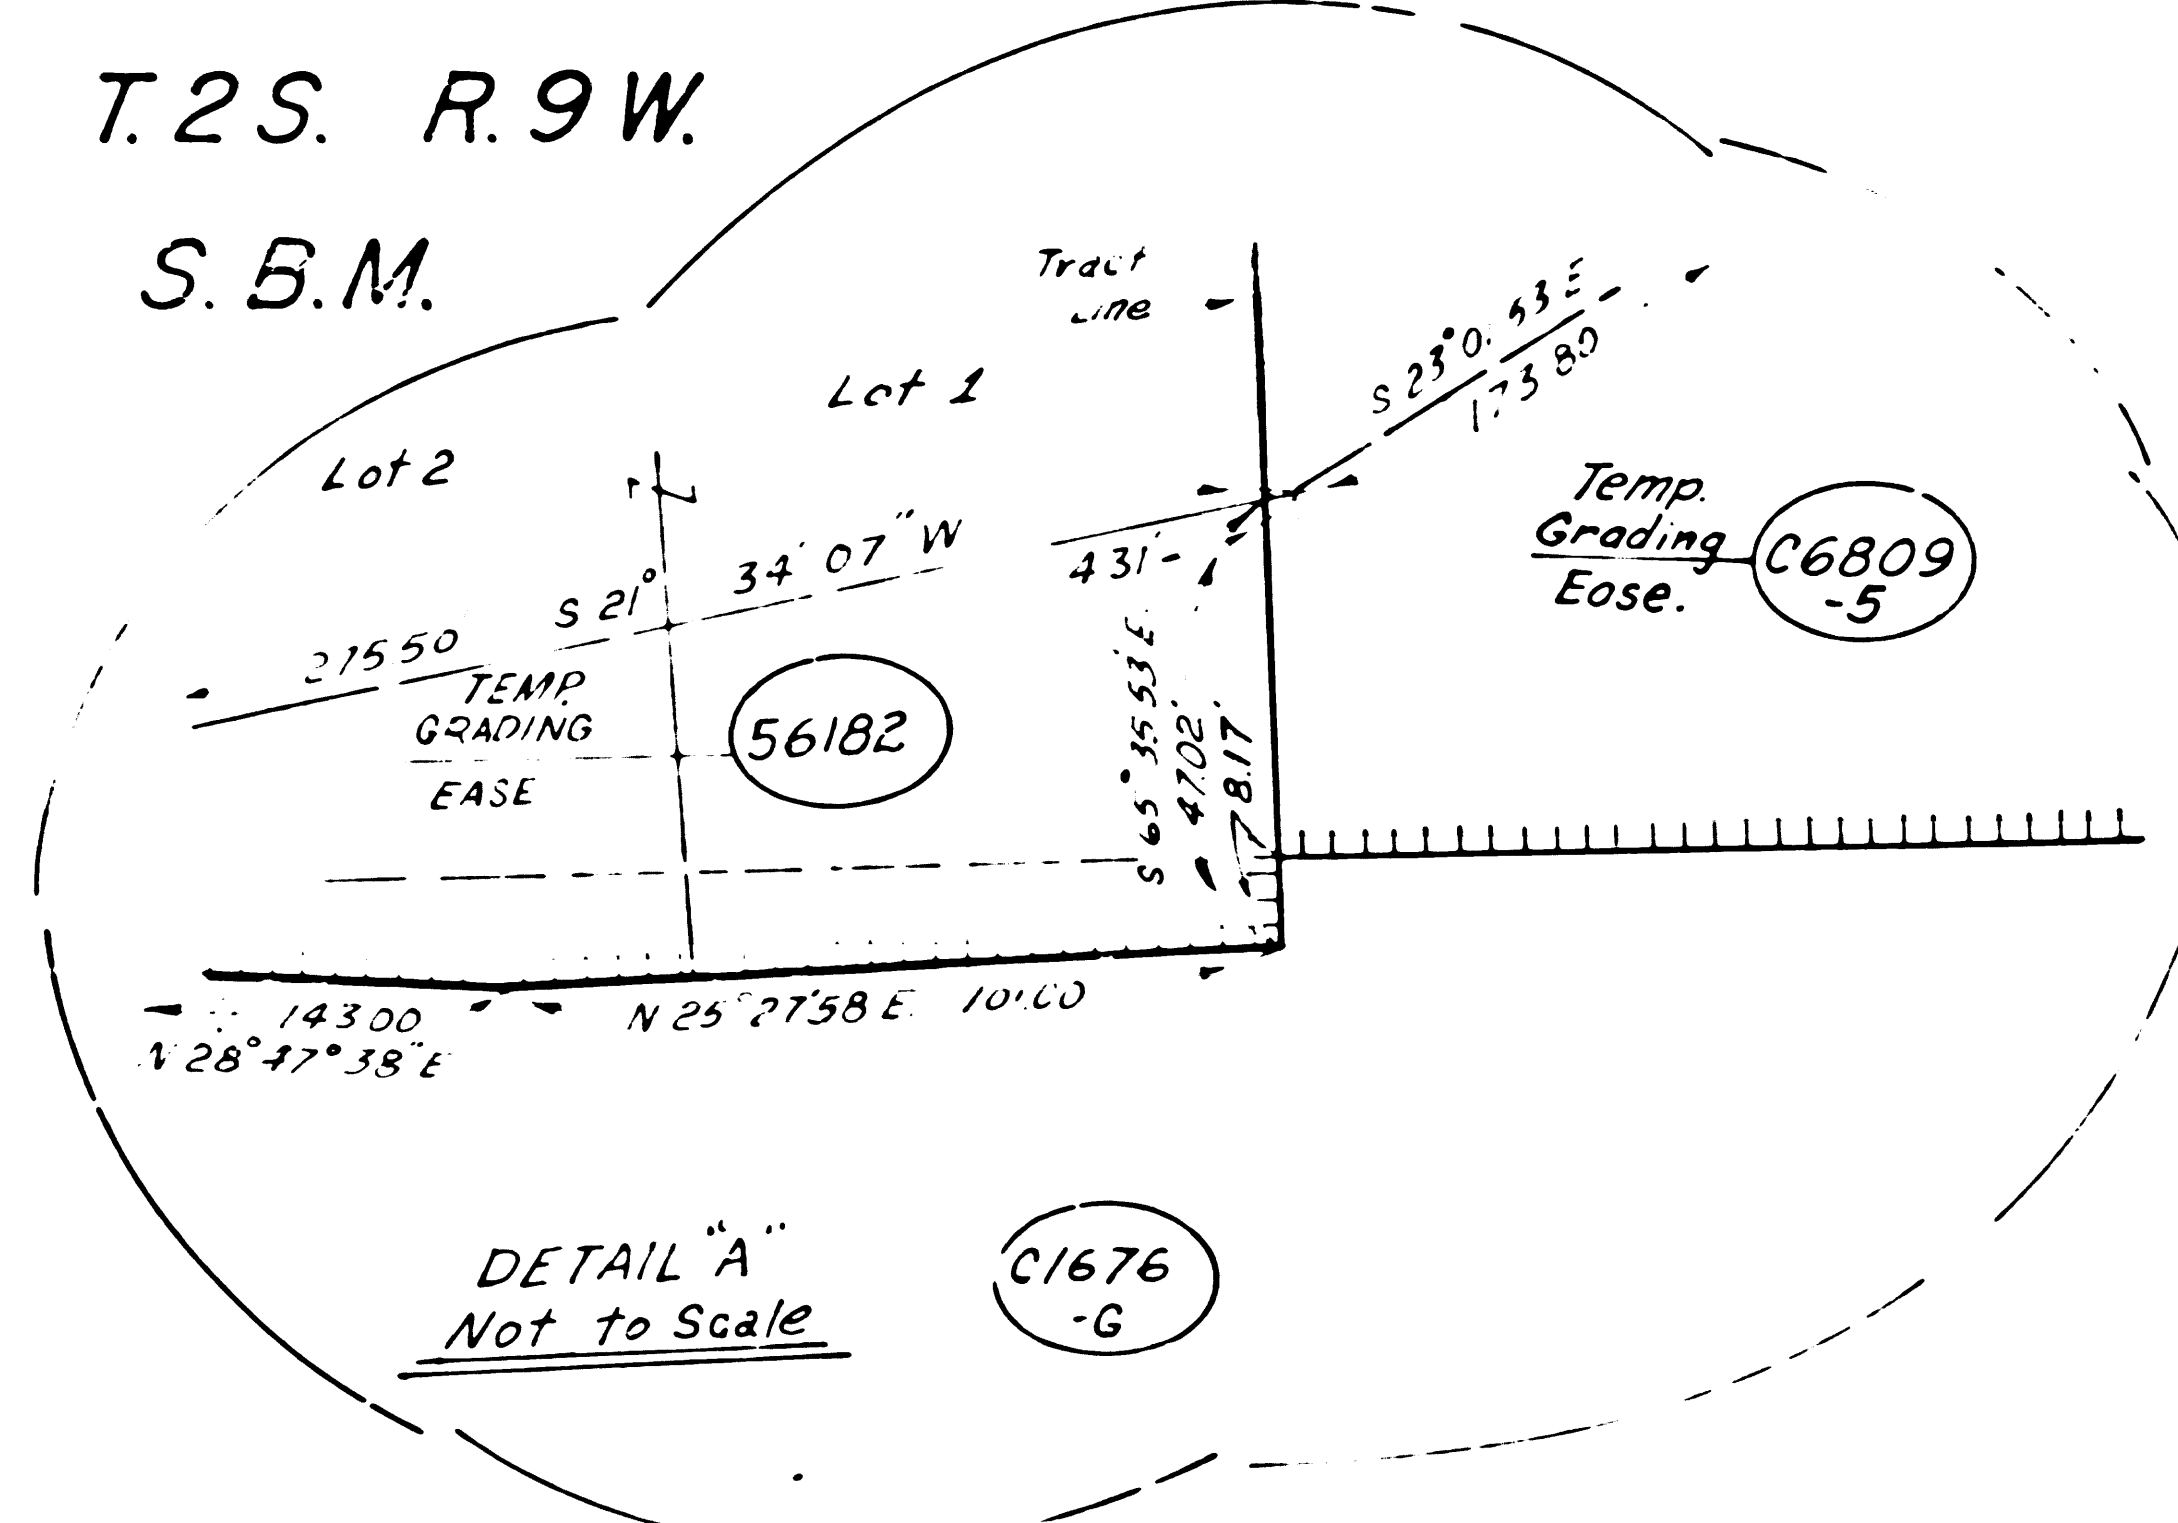 T. 2 S. R. 9 W.
S. B. M.
Tract
Line
Lot 1
Lot 2
S 23° 53 E
173.80
Temp.
Grading
Ease.
C6809
-5
S 21° 34' 07" W
431'
275.50
TEMP.
GRADING
EASE
56182
S 65° 35' 53" E
47.02'
78.17'
143.00
N 28° 47° 38" E
N 25° 27' 58 E.
DETAIL "A"
Not to Scale
C1676
-G